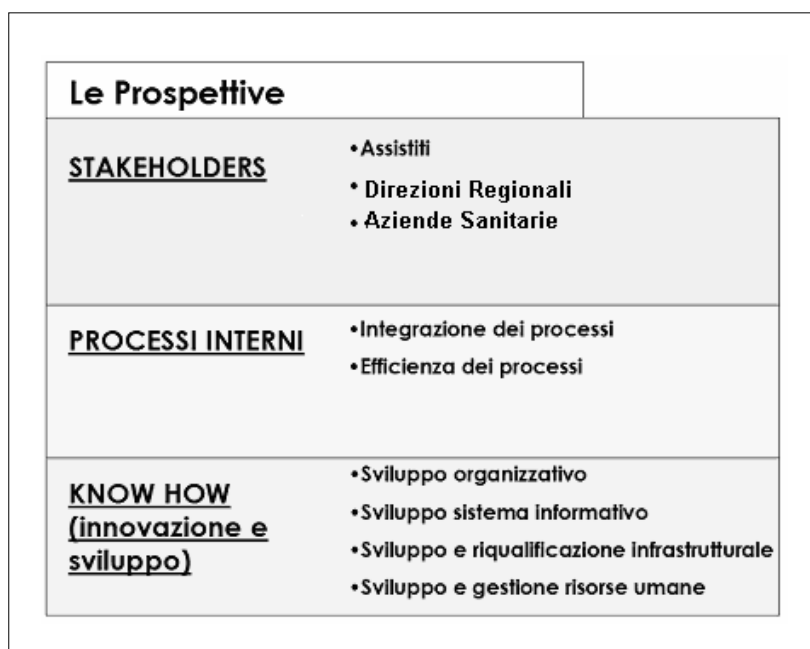 Le Prospettive
STAKEHOLDERS
•Assistiti
• Direzioni Regionali
• Aziende Sanitarie
PROCESSI INTERNI
•Integrazione dei processi
•Efficienza dei processi
KNOW HOW
(innovazione e
sviluppo)
•Sviluppo organizzativo
•Sviluppo sistema informativo
•Sviluppo e riqualificazione infrastrutturale
•Sviluppo e gestione risorse umane